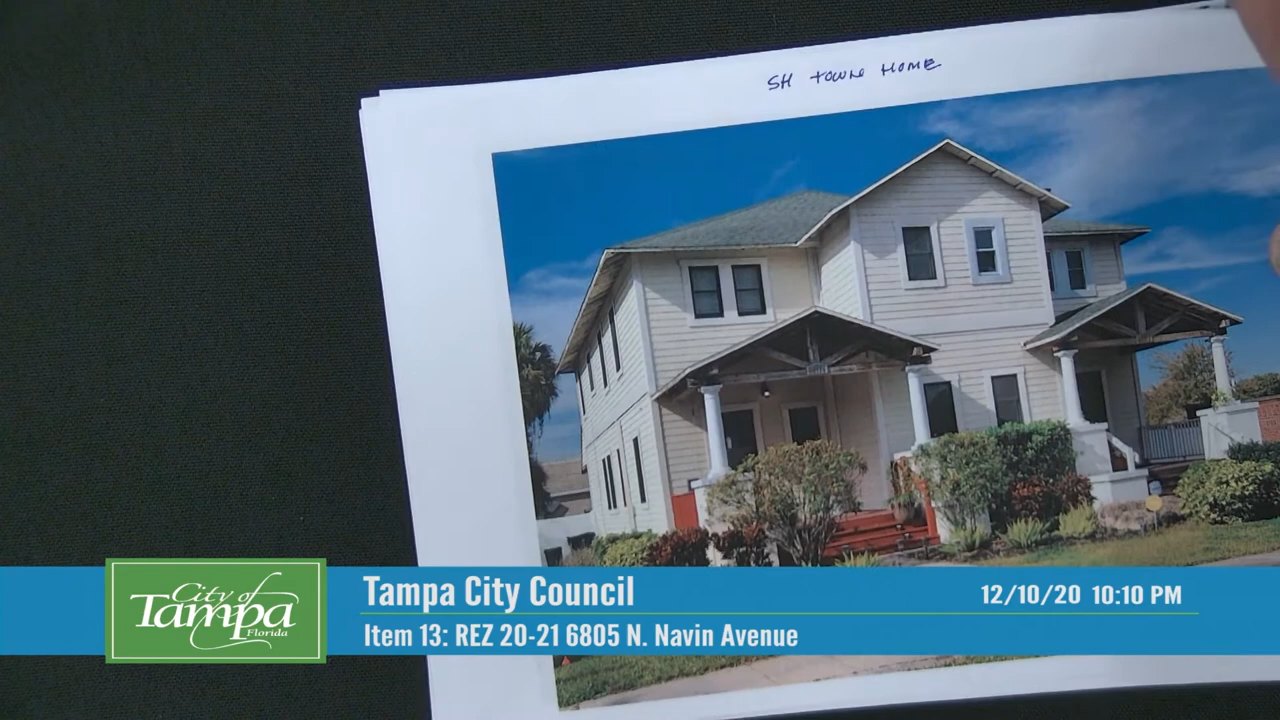 SH TOWN HOME
City of
Tampa
Florida
Tampa City Council
12/10/20 10:10 PM
Item 13: REZ 20-21 6805 N. Navin Avenue